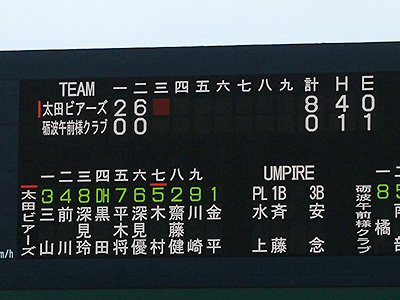 TEAM 一 二 三 四 五 六 七 八 九 計 H E
太田ビアーズ 2 6 8 4 0
砺波午前様クラブ 0 0 0 1 1
一 二 三 四 五 六 七 八 九
太田ビアーズ
3 4 8 DH 7 6 5 2 9 1
三山
前川
深見玲
黒田
平木将
深見優
木村
齋藤健
川崎
金平
UMPIRE
PL 1B 3B
水上
斉藤
安念
砺波午前様クラブ
一
8 5
橘
m/h